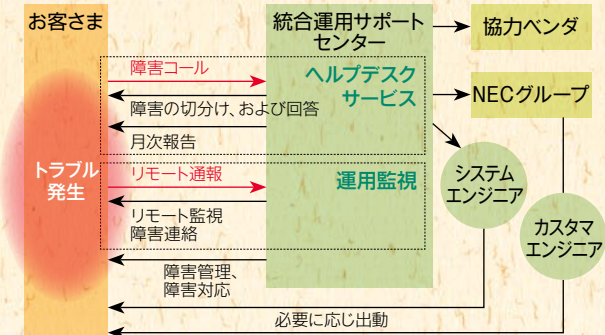 お客さま
統合運用サポート
センター
協力ベンダ
障害コール
ヘルプデスク
サービス
NECグループ
障害の切分け、および回答
月次報告
トラブル
発生
リモート通報
運用監視
システム
エンジニア
リモート監視
障害連絡
カスタマ
エンジニア
障害管理、
障害対応
必要に応じ出動